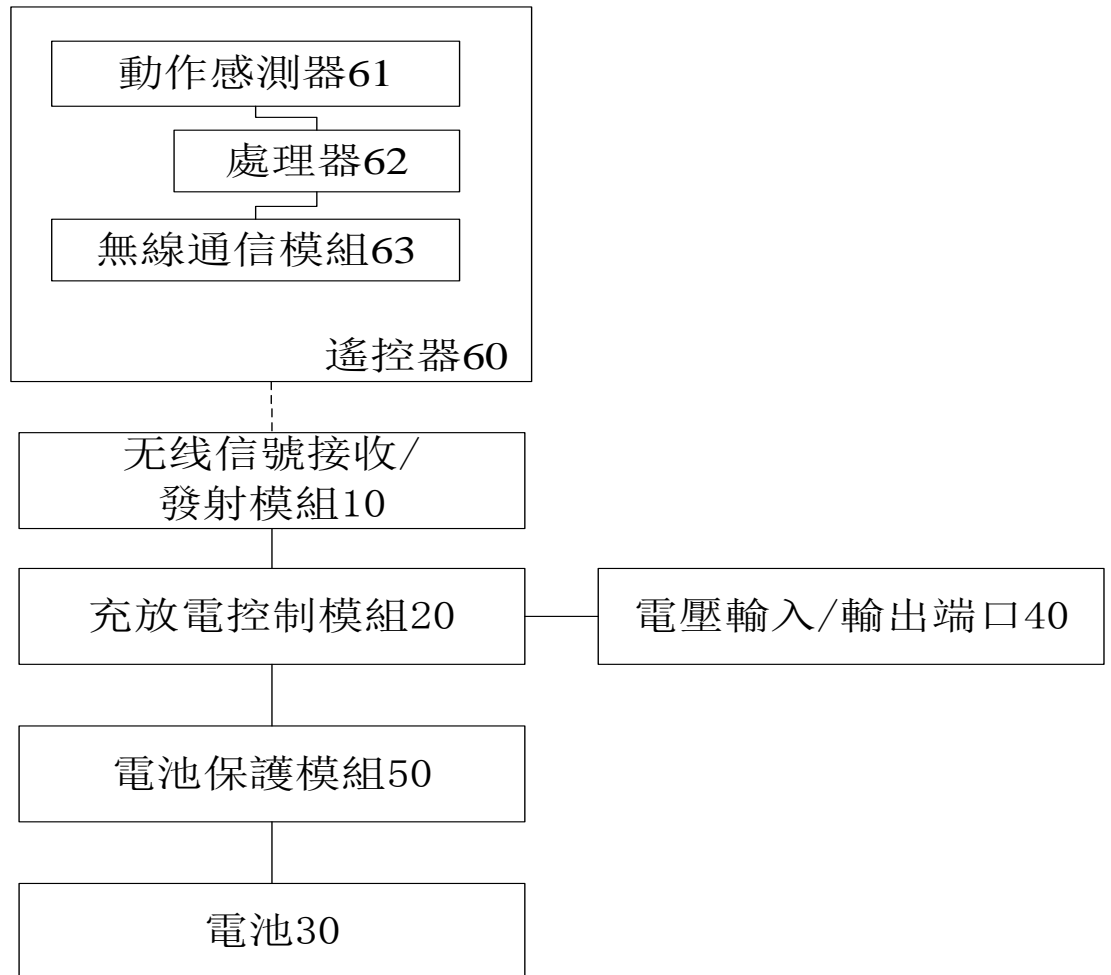 動作感測器61
處理器62
無線通信模組63
遙控器60
无线信號接收/
發射模組10
充放電控制模組20
電壓輸入/輸出端口40
電池保護模組50
電池30